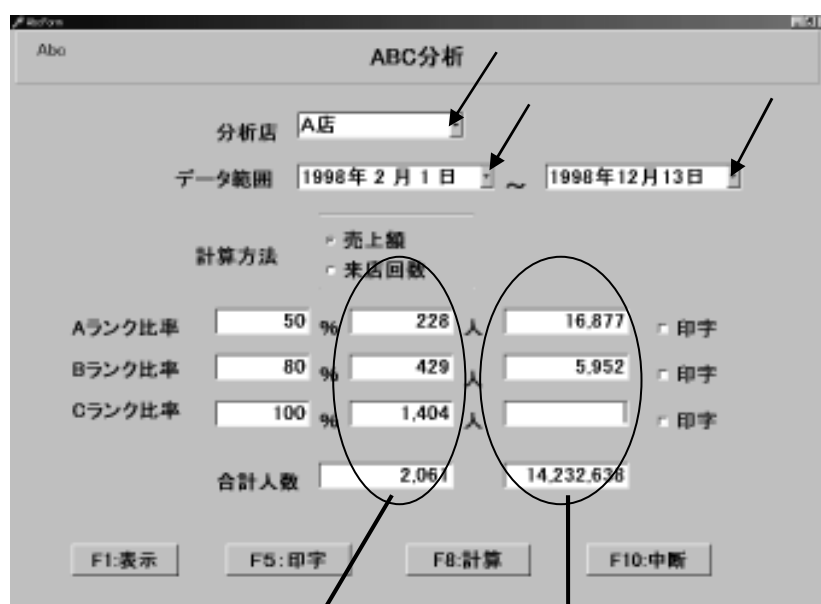 AbcForm
Abc
ABC分析
分析店 A店
データ範囲 1998年 2月 1日 ～ 1998年12月13日
計算方法 売上額
来店回数
Aランク比率 50 % 228 人 16,877 印字
Bランク比率 80 % 429 人 5,952 印字
Cランク比率 100 % 1,404 人 印字
合計人数 2,061 14,232,636
F1:表示 F5:印字 F8:計算 F10:中断